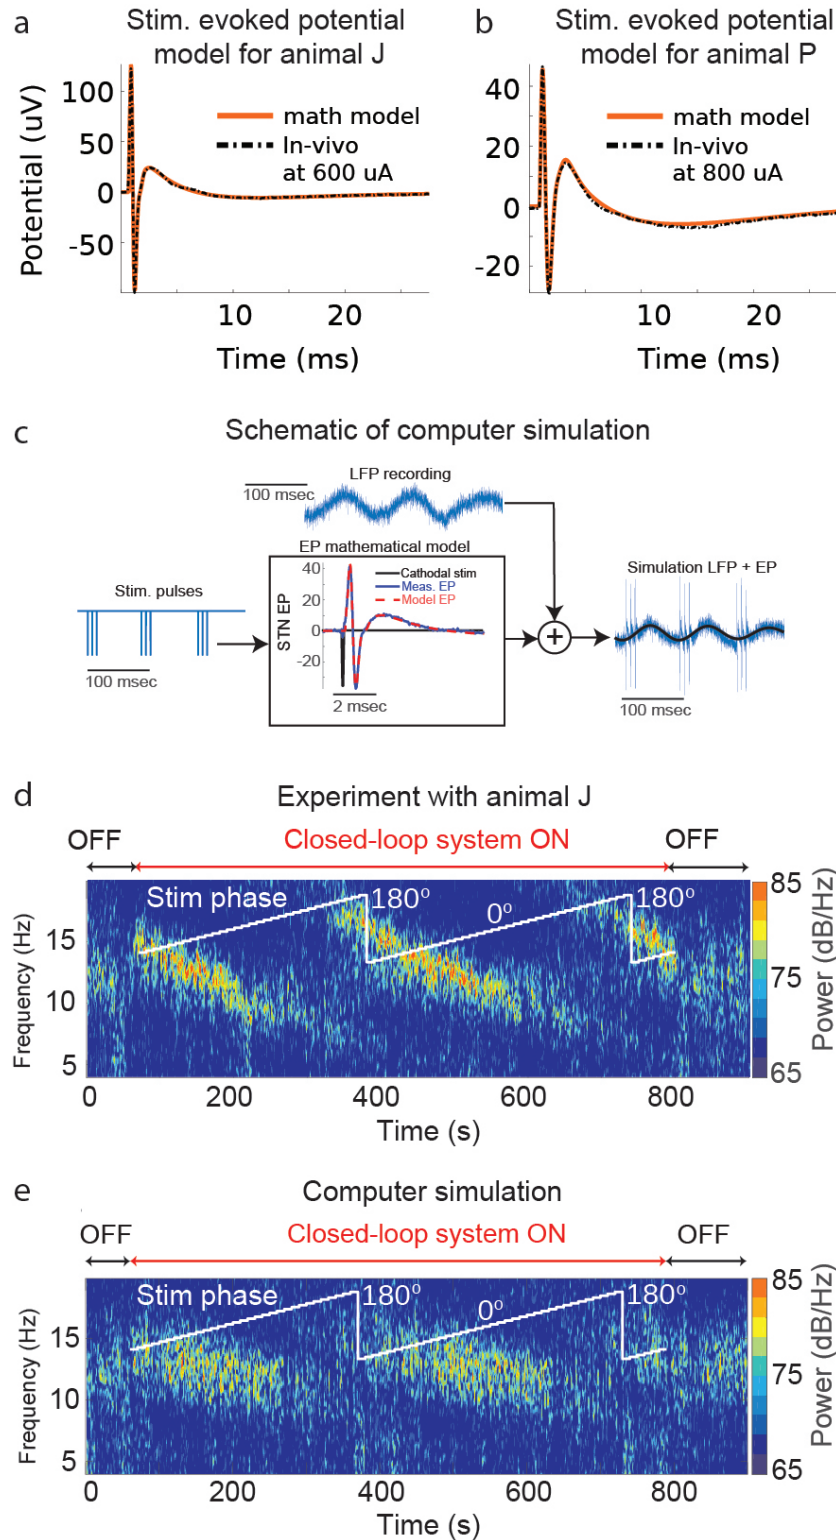 a
Stim. evoked potential
model for animal J
b
Stim. evoked potential
model for animal P
Potential (uV)
100
50
0
-50
math model
In-vivo
at 600 uA
10
20
Time (ms)
40
20
0
-20
math model
In-vivo
at 800 uA
10
20
Time (ms)
c
Schematic of computer simulation
LFP recording
100 msec
EP mathematical model
Stim. pulses
100 msec
STN EP
40
20
0
-20
Cathodal stim
Meas. EP
Model EP
2 msec
+
Simulation LFP + EP
100 msec
d
Experiment with animal J
OFF
Closed-loop system ON
OFF
Stim phase
180°
0°
180°
Frequency (Hz)
15
10
5
0
200
400
600
800
Time (s)
85
75
65
Power (dB/Hz)
e
Computer simulation
OFF
Closed-loop system ON
OFF
Stim phase
180°
0°
180°
Frequency (Hz)
15
10
5
0
200
400
600
800
Time (s)
85
75
65
Power (dB/Hz)